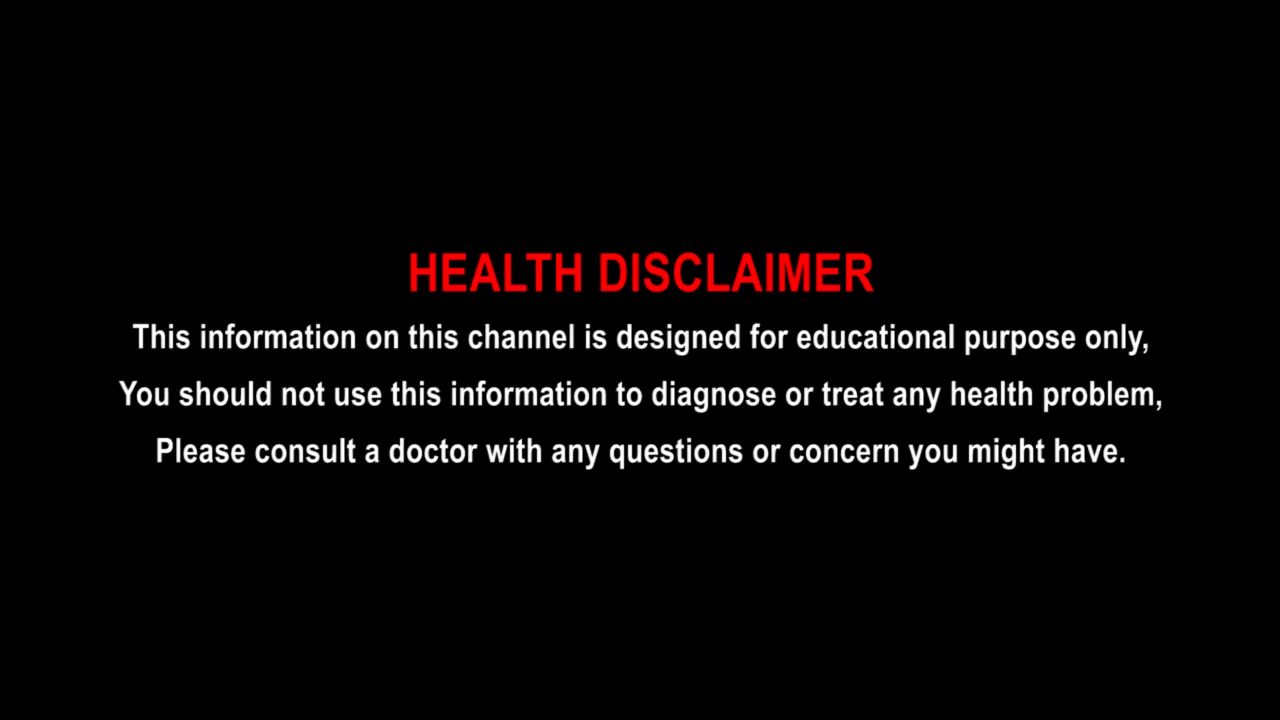 HEALTH DISCLAIMER
This information on this channel is designed for educational purpose only,
You should not use this information to diagnose or treat any health problem,
Please consult a doctor with any questions or concern you might have.